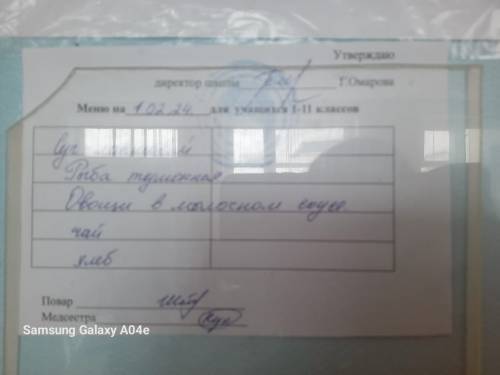 Утверждаю
директор школы Г.Омарова
Меню на 1.02.24. для учащихся 1-11 классов
Рыба тушоная
Овощи в молочном соусе
чай
хлеб
Повар
Медсестра
Samsung Galaxy A04e